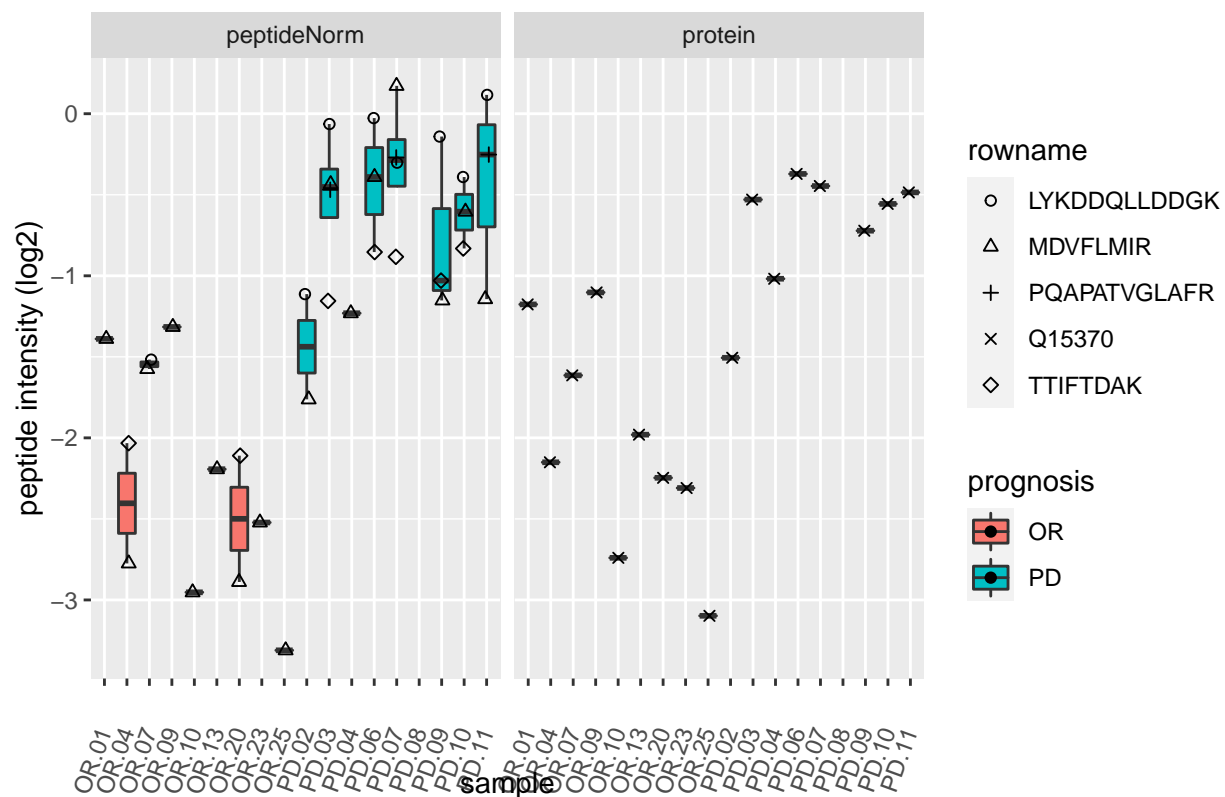 peptideNorm
protein
peptide intensity (log2)
0
−1
−2
−3
OR.01
OR.04
OR.07
OR.09
OR.10
OR.13
OR.20
OR.23
OR.25
OR.02
PD.03
PD.04
PD.06
PD.07
PD.08
PD.09
PD.10
PD.11
OR.01
OR.04
OR.07
OR.09
OR.10
OR.13
OR.20
OR.23
OR.25
OR.02
PD.03
PD.04
PD.06
PD.07
PD.08
PD.09
PD.10
PD.11
sample
rowname
LYKDDQLLDDGK
MDVFLMIR
PQAPATVGLAFR
Q15370
TTIFTDAK
prognosis
OR
PD